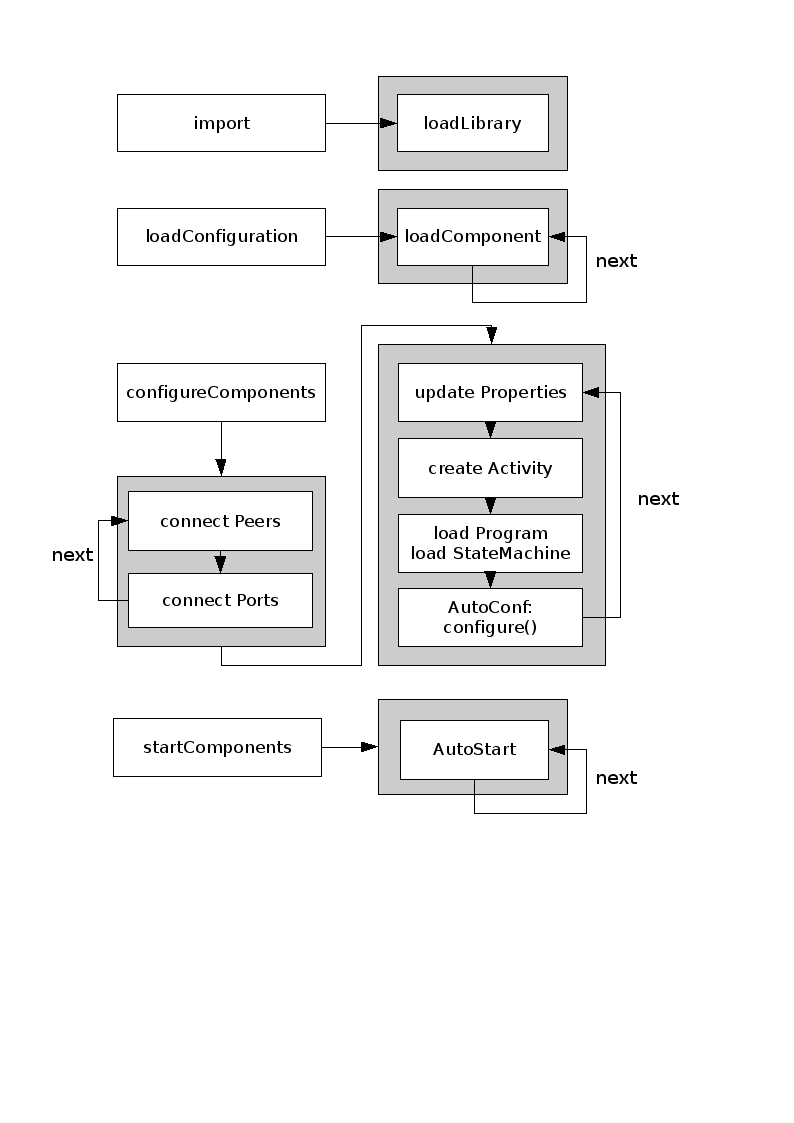 import
loadLibrary
loadConfiguration
loadComponent
next
configureComponents
connect Peers
next
connect Ports
update Properties
create Activity
next
load Program
load StateMachine
AutoConf:
configure()
startComponents
AutoStart
next